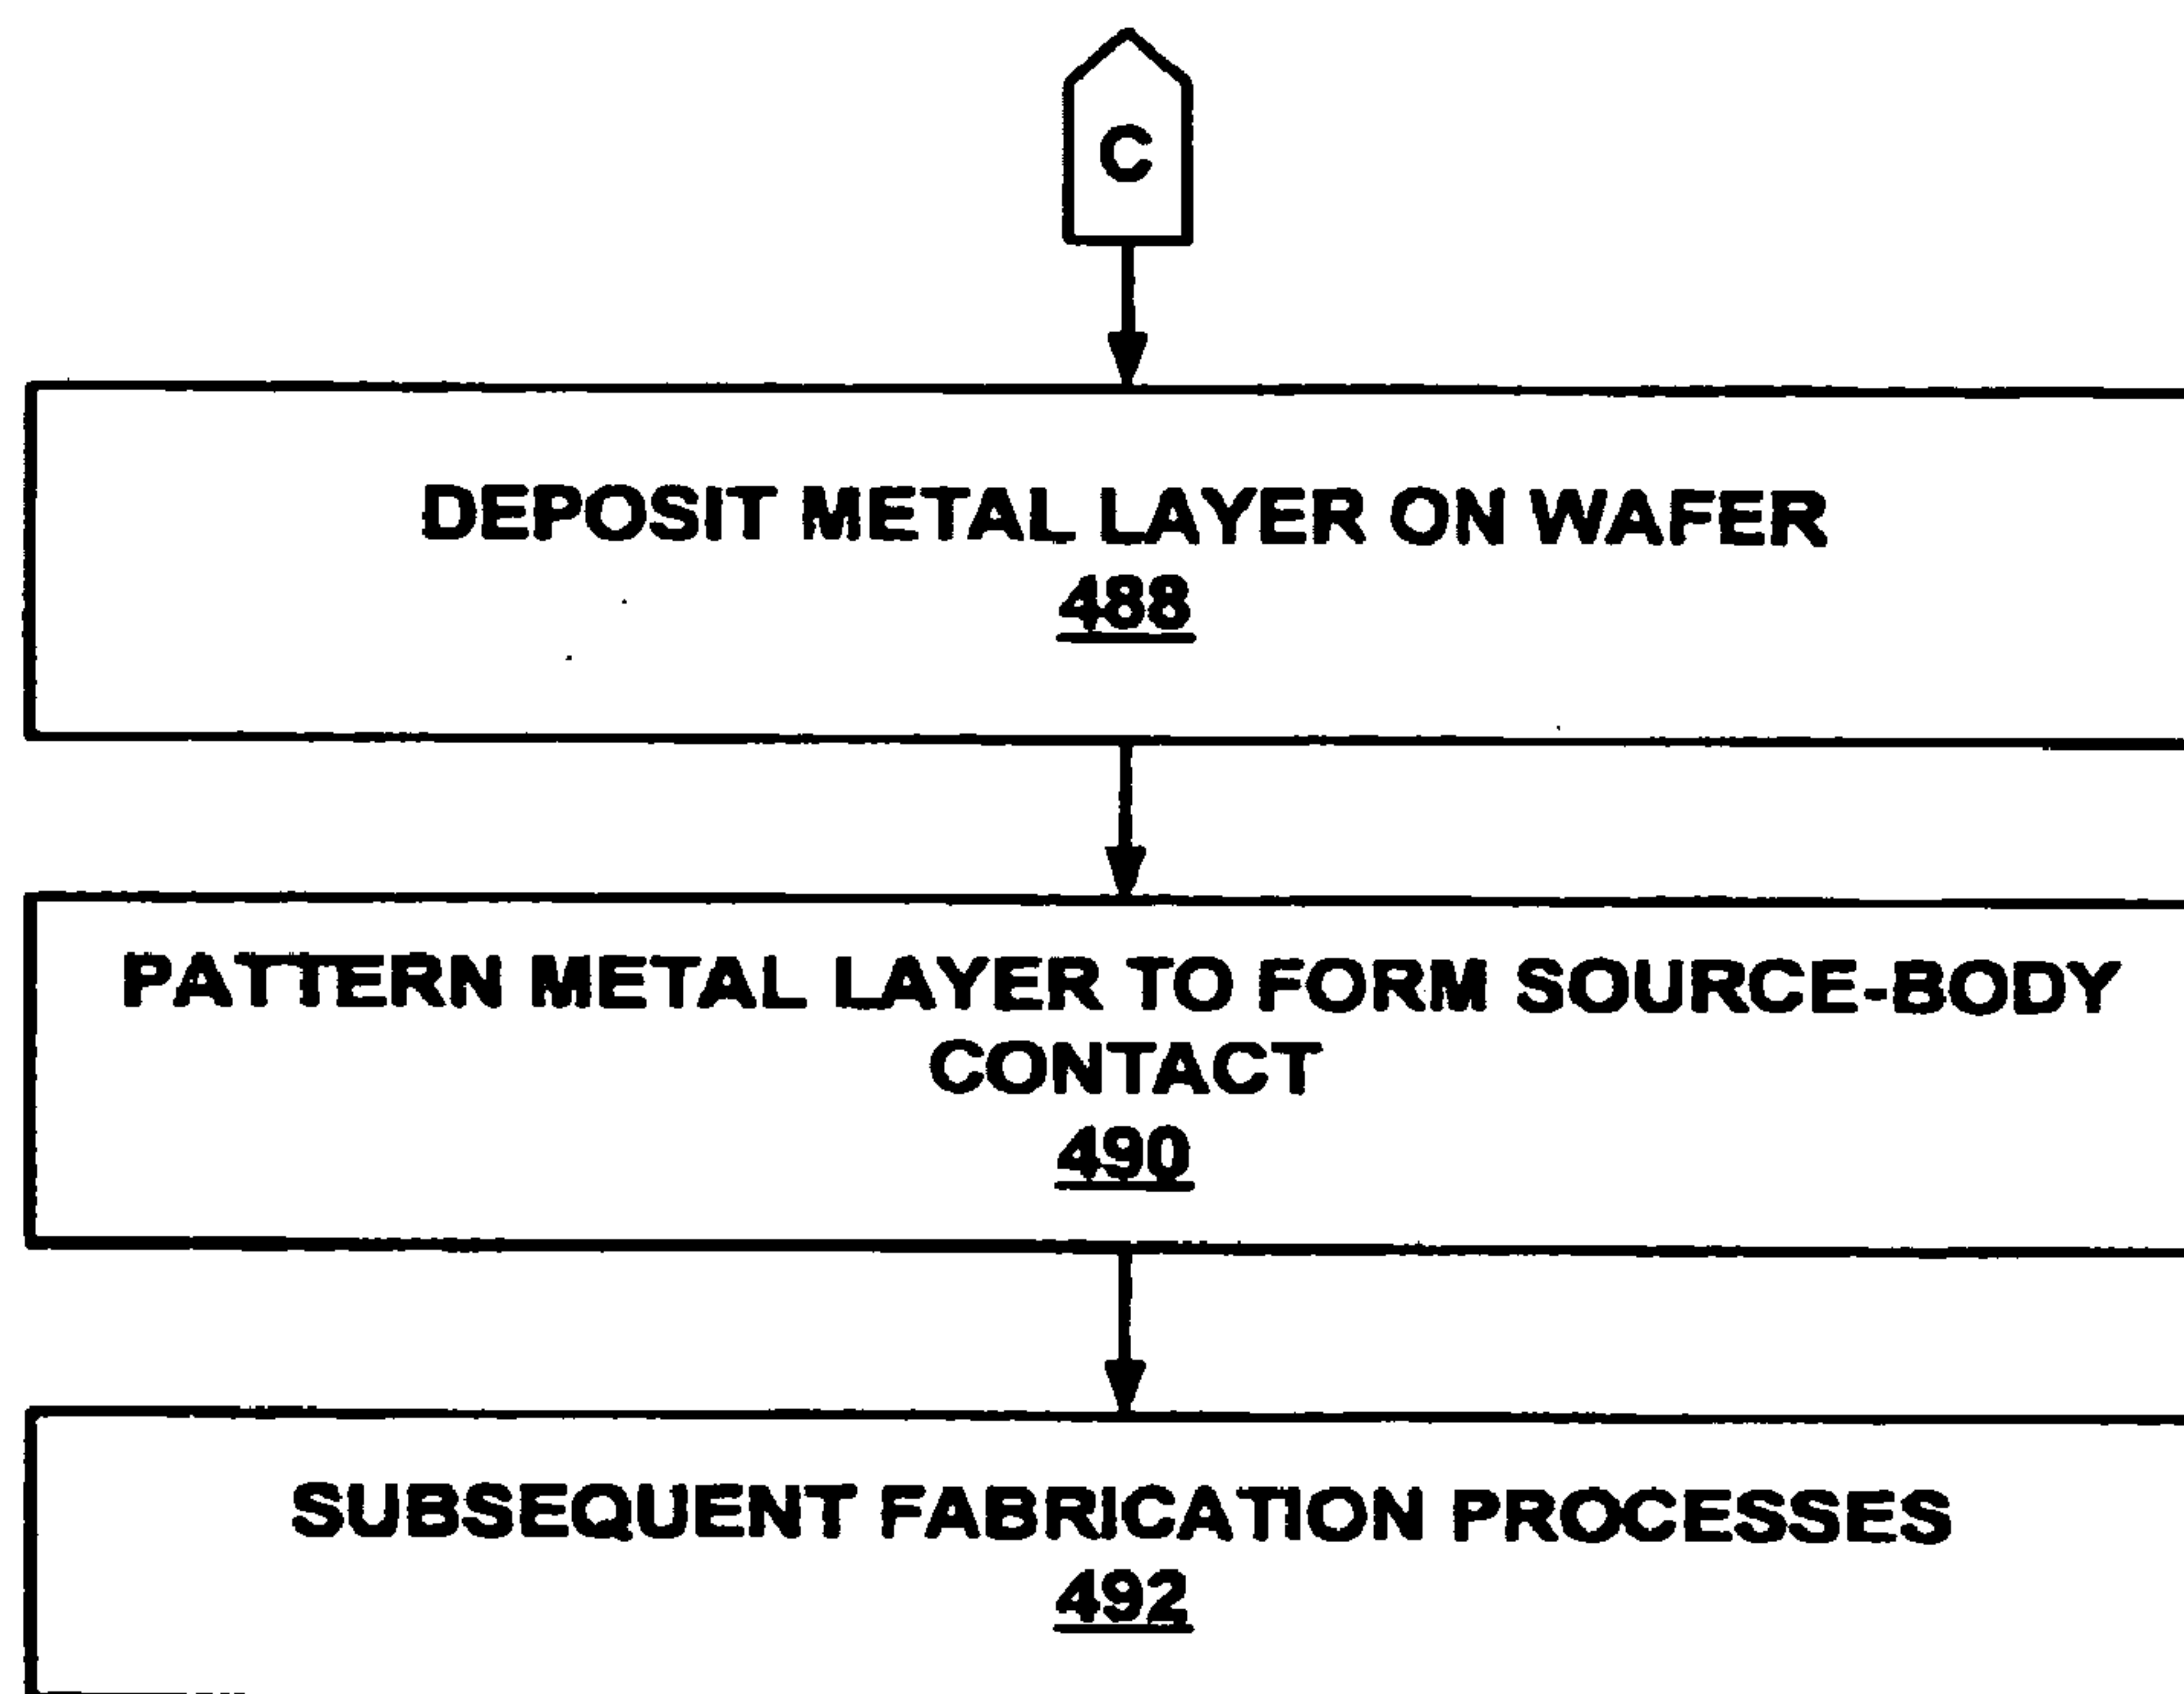 C
DEPOSIT METAL LAYER ON WAFER
488
PATTERN METAL LAYER TO FORM SOURCE-BODY
CONTACT
490
SUBSEQUENT FABRICATION PROCESSES
492